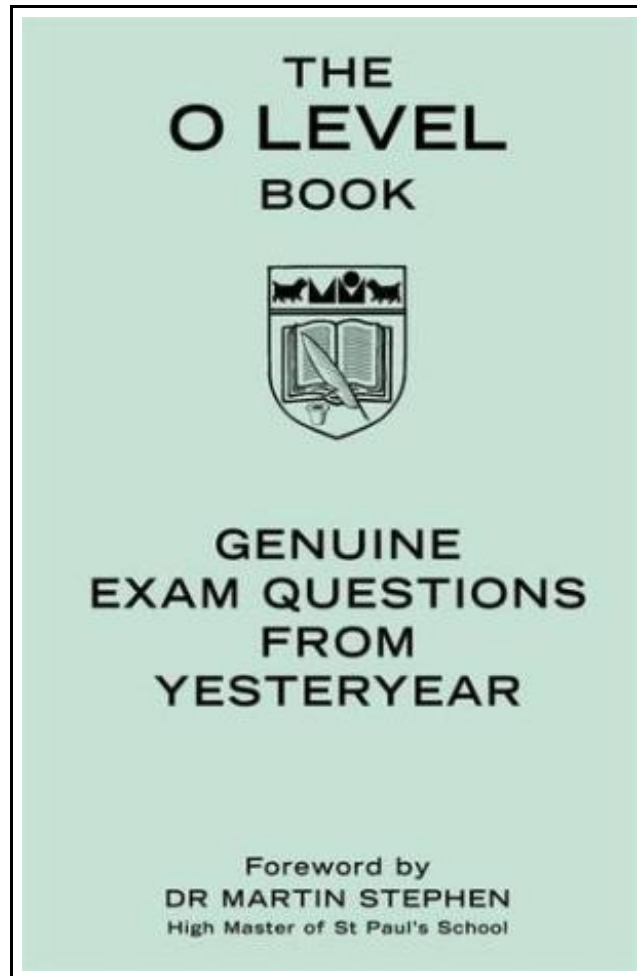 THE
O LEVEL
BOOK
GENUINE
EXAM QUESTIONS
FROM
YESTERYEAR
Foreword by
DR MARTIN STEPHEN
High Master of St Paul's School